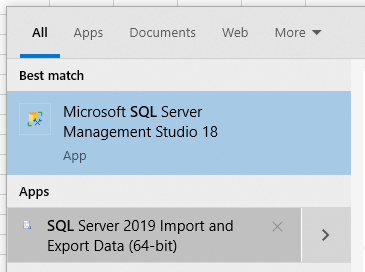 All Apps Documents Web More
Best match
Microsoft SQL Server
Management Studio 18
App
Apps
SQL Server 2019 Import and
Export Data (64-bit)